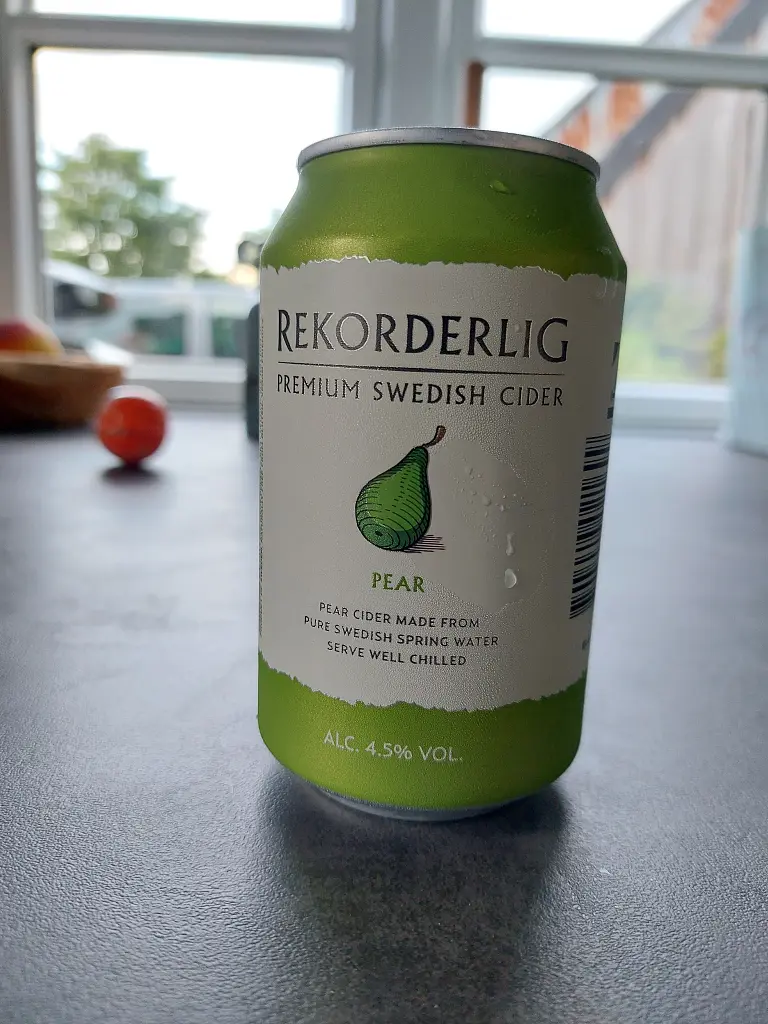 REKORDERLIG
PREMIUM SWEDISH CIDER
PEAR
PEAR CIDER MADE FROM
PURE SWEDISH SPRING WATER
SERVE WELL CHILLED
ALC. 4.5% VOL.